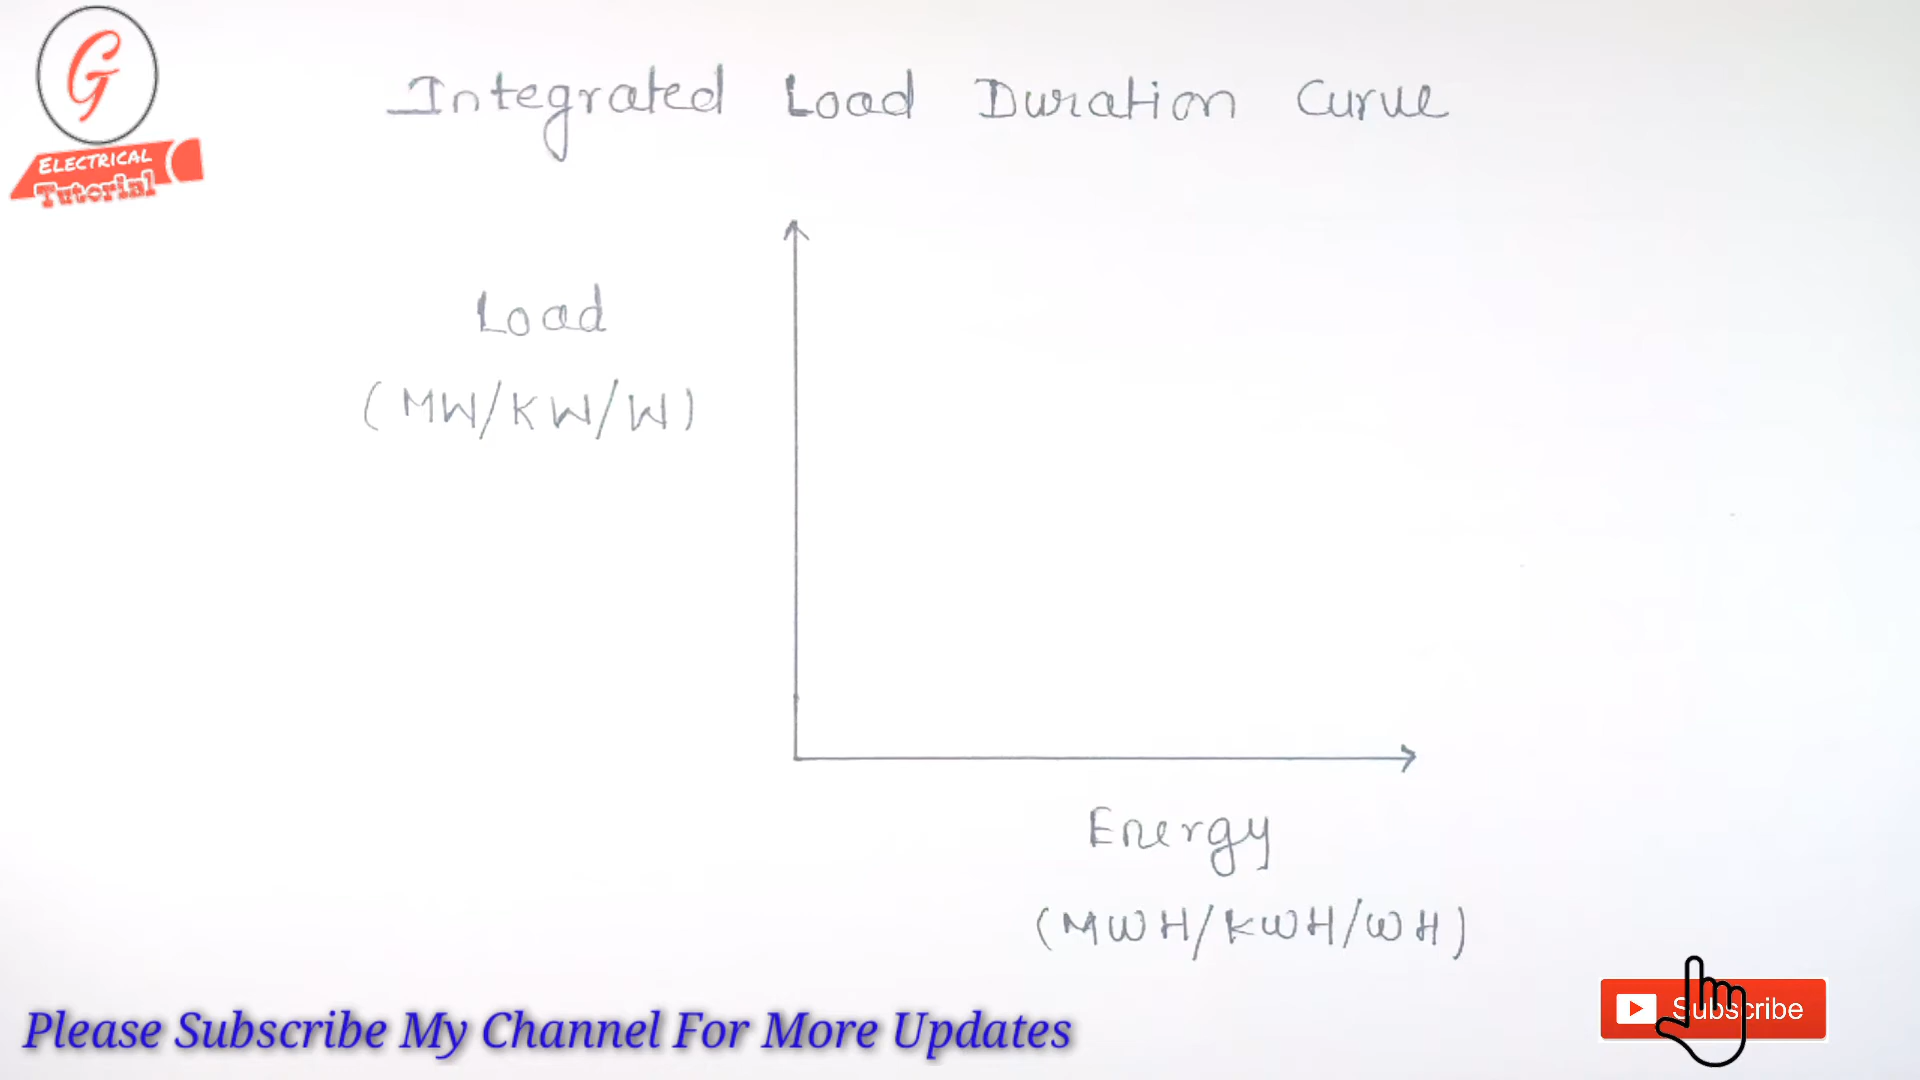 G
ELECTRICAL
Tutorial
Integrated Load Duration Curve
Load
(MW/KW/W)
Energy
(MWH/KWH/WH)
Please Subscribe My Channel For More Updates
Subscribe